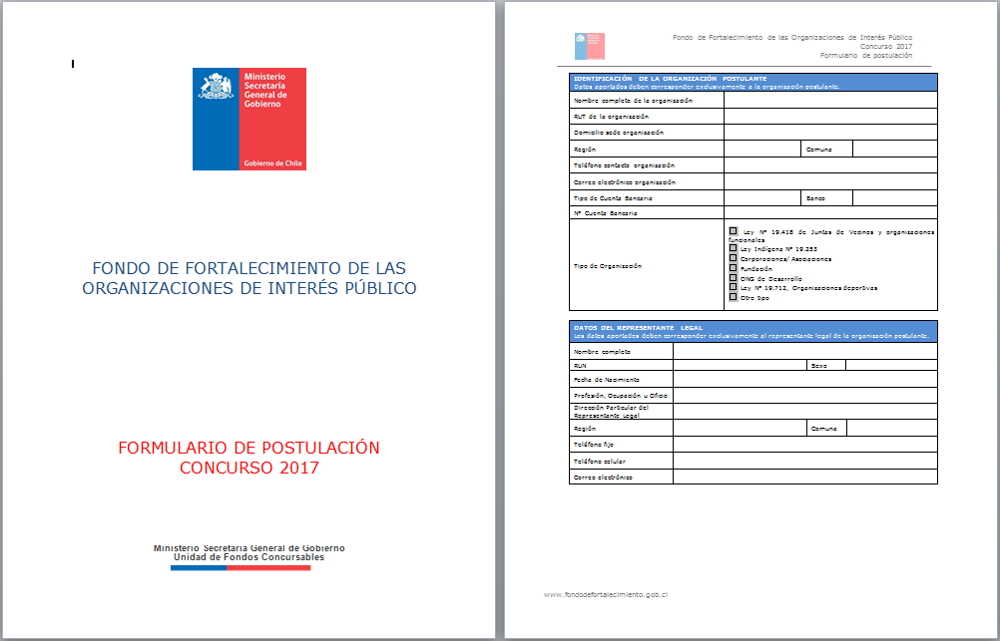 Ministerio
Secretaría
General de
Gobierno
Gobierno de Chile
FONDO DE FORTALECIMIENTO DE LAS
ORGANIZACIONES DE INTERÉS PÚBLICO
FORMULARIO DE POSTULACIÓN
CONCURSO 2017
Ministerio Secretaría General de Gobierno
Unidad de Fondos Concursables
Fondo de Fortalecimiento de las Organizaciones de Interés Público
Concurso 2017
Formulario de postulación
IDENTIFICACIÓN DE LA ORGANIZACIÓN POSTULANTE
Datos aportados deben corresponder exclusivamente a la organización postulante.
Nombre completo de la organización
RUT de la organización
Domicilio sede organización
Región Comuna
Teléfono contacto organización
Correo electrónico organización
Tipo de Cuenta Bancaria Banco
Nº Cuenta Bancaria
Tipo de Organización
Ley Nº 19.418 de Juntas de Vecinos y organizaciones
funcionales
Ley Indígena Nº 19.253
Corporaciones/ Asociaciones
Fundación
ONG de Desarrollo
Ley Nº 19.712, Organizaciones deportivas
Otro tipo
DATOS DEL REPRESENTANTE LEGAL
Los datos aportados deben corresponder exclusivamente al representante legal de la organización postulante.
Nombre completo
RUN Sexo
Fecha de Nacimiento
Profesión, Ocupación u Oficio
Dirección Particular del
Representante Legal
Región Comuna
Teléfono fijo
Teléfono celular
Correo electrónico
www.fondodefortalecimiento.gob.cl